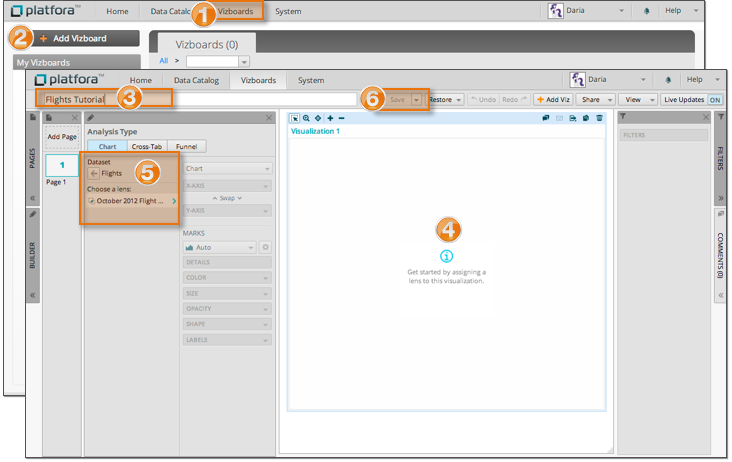 platfora™ Home Data Catalog Vizboards System Daria Help
1
2 + Add Vizboard
Vizboards (0)
My Vizboards
All >
platfora™ Home Data Catalog Vizboards System Daria Help
Flights Tutorial 3
6 Save Restore Undo Redo + Add Viz Share View Live Updates ON
PAGES
Add Page
1
Page 1
BUILDER
Analysis Type
Chart Cross-Tab Funnel
Dataset
Flights
5
Choose a lens:
October 2012 Flight ...
Chart
X-AXIS
Swap
Y-AXIS
MARKS
Auto
DETAILS
COLOR
SIZE
OPACITY
SHAPE
LABELS
Visualization 1
4
Get started by assigning a
lens to this visualization.
FILTERS
FILTERS
COMMENTS (0)